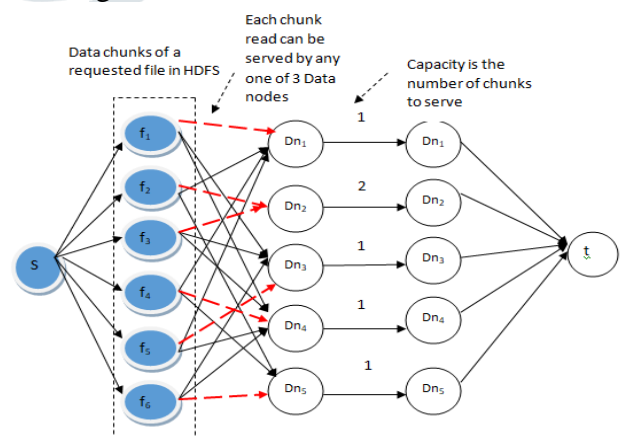 Data chunks of a
requested file in HDFS
Each chunk
read can be
served by any
one of 3 Data
nodes
Capacity is the
number of chunks
to serve
S
f1
f2
f3
f4
f5
f6
Dn1
Dn2
Dn3
Dn4
Dn5
1
2
1
1
1
Dn1
Dn2
Dn3
Dn4
Dn5
t